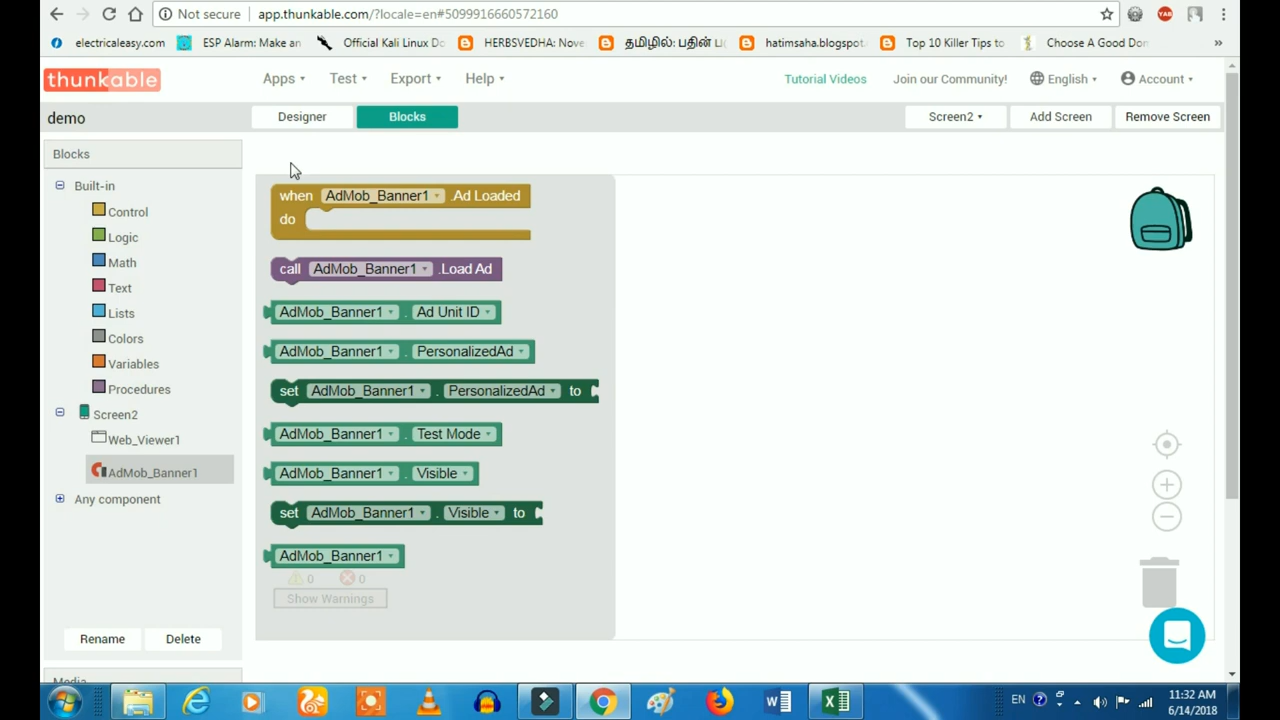 Not secure
app.thunkable.com/?locale=en#5099916660572160
YAB
electricaleasy.com
ESP Alarm: Make an
Official Kali Linux Do
HERBSVEDHA: Nove
தமிழில்: பதின் ப
hatimsaha.blogspot.
Top 10 Killer Tips to
Choose A Good Don
»
thunkable
Apps
Test
Export
Help
Tutorial Videos
Join our Community!
English
Account
demo
Designer
Blocks
Screen2
Add Screen
Remove Screen
Blocks
Built-in
Control
Logic
Math
Text
Lists
Colors
Variables
Procedures
Screen2
Web_Viewer1
AdMob_Banner1
Any component
Rename
Delete
when AdMob_Banner1 .Ad Loaded
do
call AdMob_Banner1 .Load Ad
AdMob_Banner1 . Ad Unit ID
AdMob_Banner1 . PersonalizedAd
set AdMob_Banner1 . PersonalizedAd to
AdMob_Banner1 . Test Mode
AdMob_Banner1 . Visible
set AdMob_Banner1 . Visible to
AdMob_Banner1
0 0
Show Warnings
EN
11:32 AM
6/14/2018